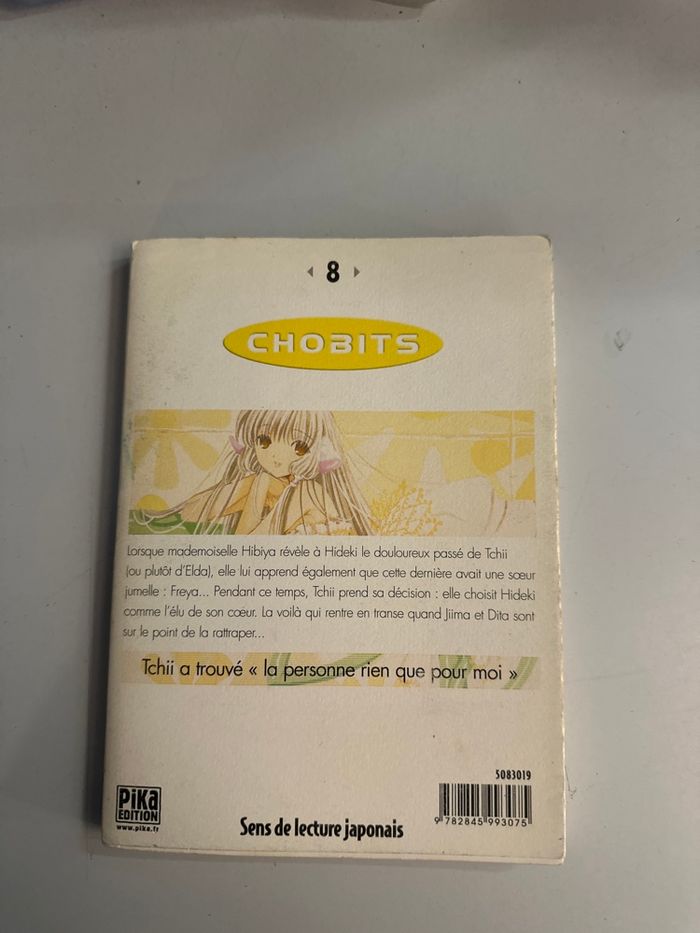 8
CHOBITS
Lorsque mademoiselle Hibiya révèle à Hideki le douloureux passé de Tchii
(ou plutôt d'Elda), elle lui apprend également que cette dernière avait une sœur
jumelle : Freya... Pendant ce temps, Tchii prend sa décision : elle choisit Hideki
comme l'élu de son cœur. La voilà qui rentre en transe quand Jiima et Dita sont
sur le point de la rattraper...
Tchii a trouvé « la personne rien que pour moi »
5083019
PiKa
EDITION
www.pika.fr
Sens de lecture japonais
9 782845 993075